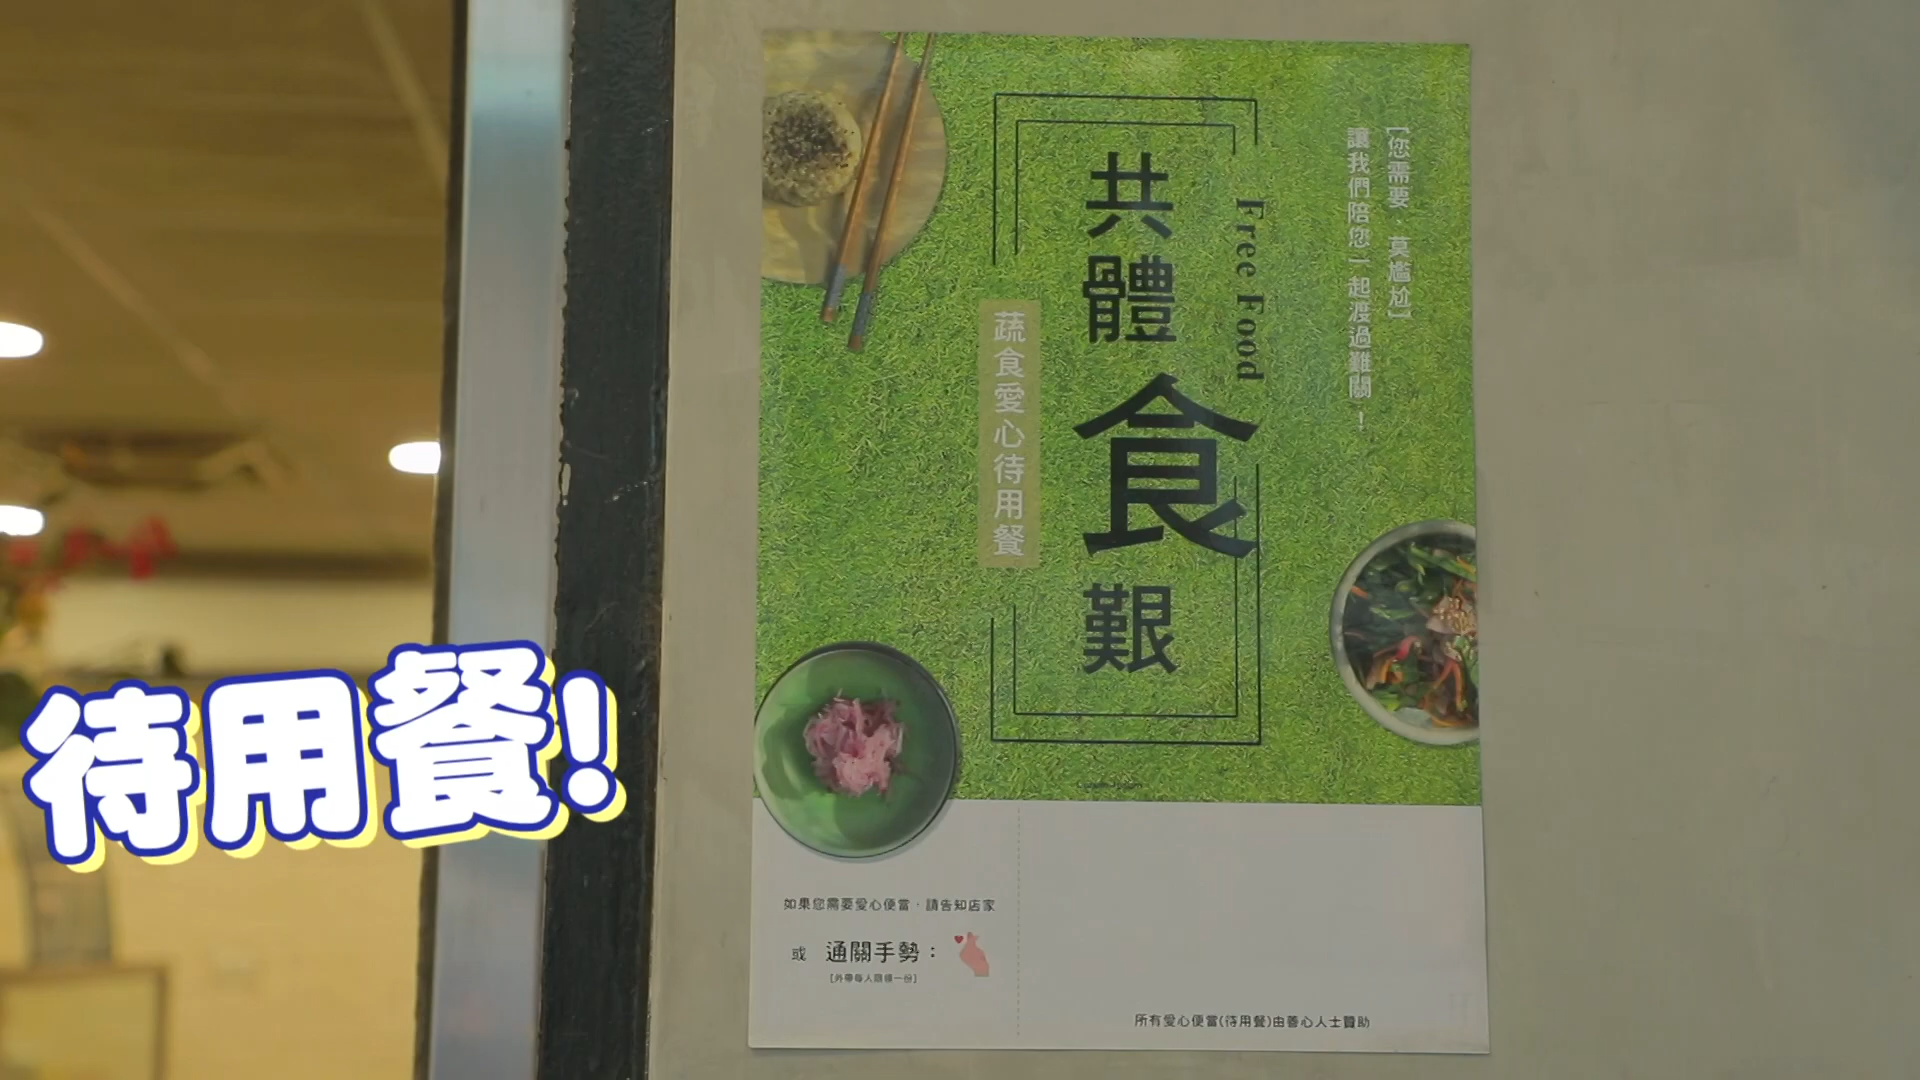 [您需要、莫尷尬]
讓我們陪您一起渡過難關！
Free Food
共體食艱
蔬食愛心待用餐
待用餐!
如果您需要愛心便當，請告知店家
或 通關手勢：
[外帶每人限領一份]
所有愛心便當(待用餐)由善心人士贊助